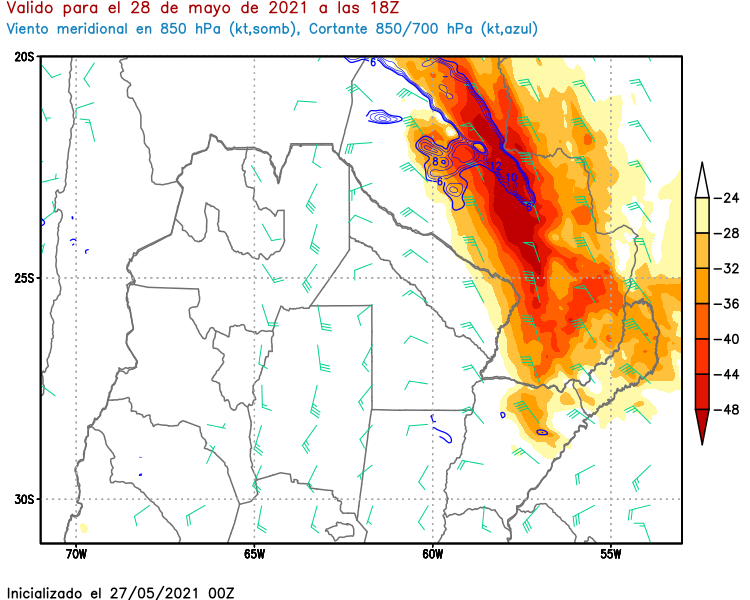 Valido para el 28 de mayo de 2021 a las 18Z
Viento meridional en 850 hPa (kt,somb), Cortante 850/700 hPa (kt,azul)
20S
6
12
8
10
6
8
25S
30S
70W 65W 60W 55W
-24
-28
-32
-36
-40
-44
-48
Inicializado el 27/05/2021 00Z